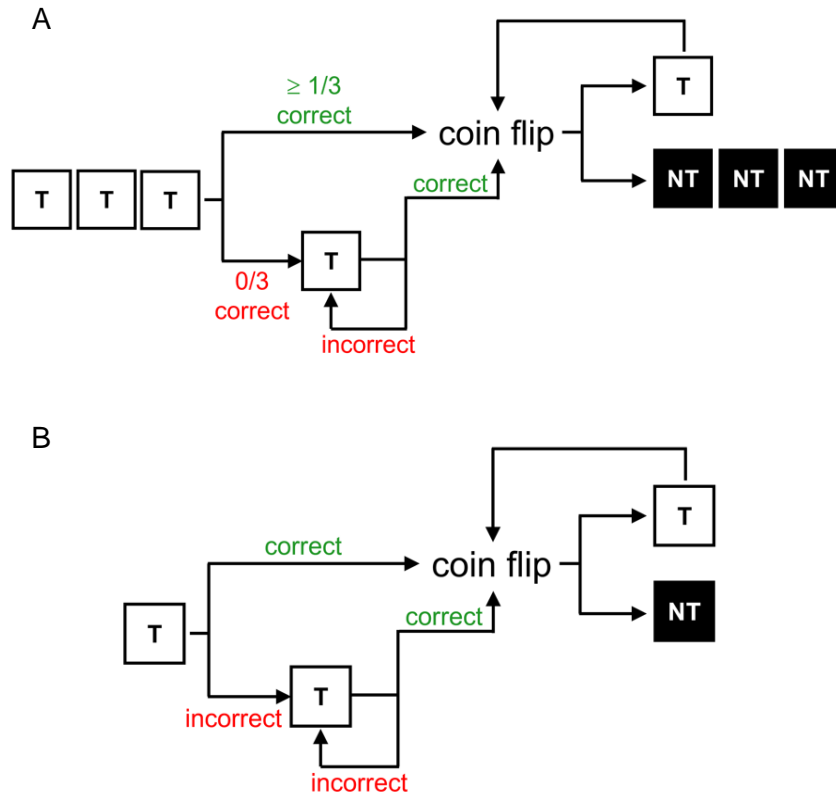 A
≥ 1/3
correct
T
coin flip
correct
NT NT NT
T T T
T
0/3
correct
incorrect
B
T
correct
coin flip
correct
NT
T
T
incorrect
incorrect